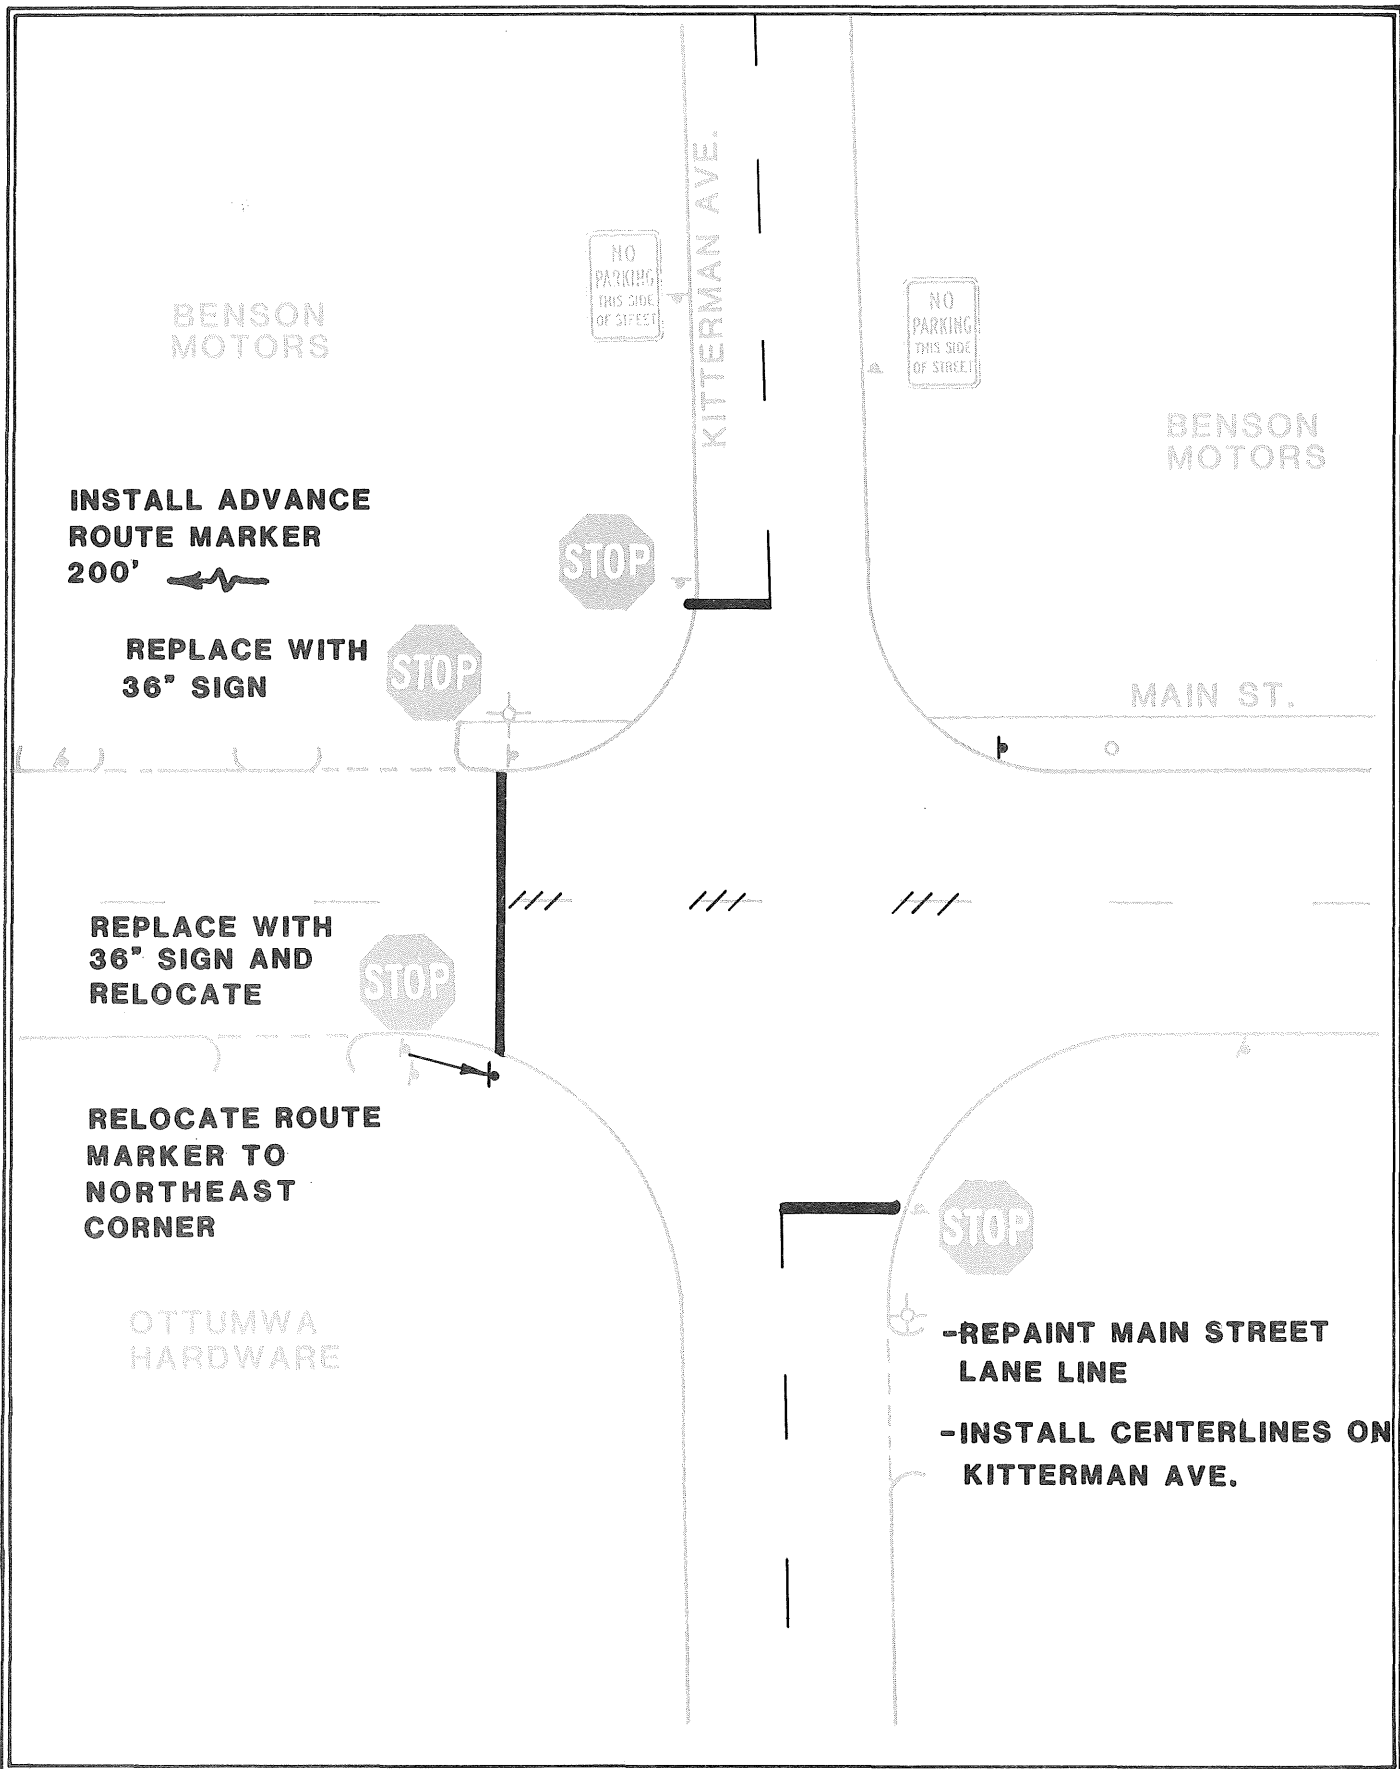 KITTERMAN AVE.
NO
PARKING
THIS SIDE
OF STREET
NO
PARKING
THIS SIDE
OF STREET
BENSON
MOTORS
BENSON
MOTORS
INSTALL ADVANCE
ROUTE MARKER
200'
STOP
REPLACE WITH
36" SIGN
STOP
MAIN ST.
REPLACE WITH
36" SIGN AND
RELOCATE
STOP
RELOCATE ROUTE
MARKER TO
NORTHEAST
CORNER
STOP
OTTUMWA
HARDWARE
-REPAINT MAIN STREET
LANE LINE
-INSTALL CENTERLINES ON
KITTERMAN AVE.